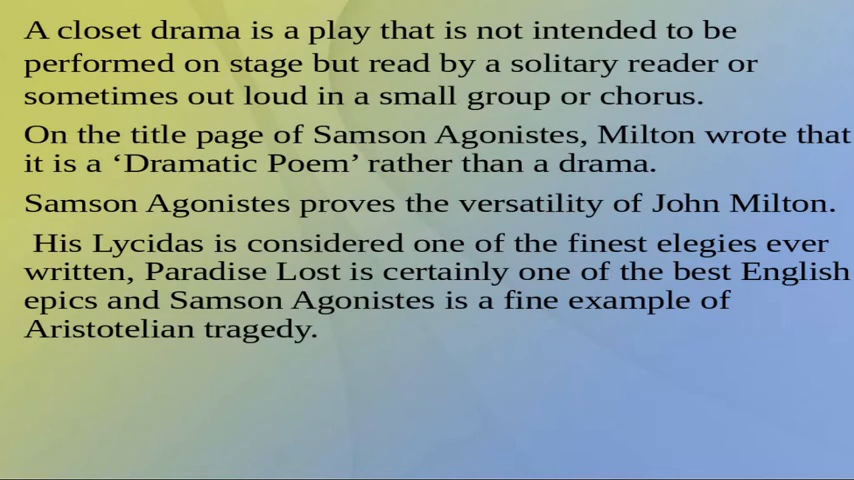 A closet drama is a play that is not intended to be
performed on stage but read by a solitary reader or
sometimes out loud in a small group or chorus.
On the title page of Samson Agonistes, Milton wrote that
it is a ‘Dramatic Poem’ rather than a drama.
Samson Agonistes proves the versatility of John Milton.
His Lycidas is considered one of the finest elegies ever
written, Paradise Lost is certainly one of the best English
epics and Samson Agonistes is a fine example of
Aristotelian tragedy.